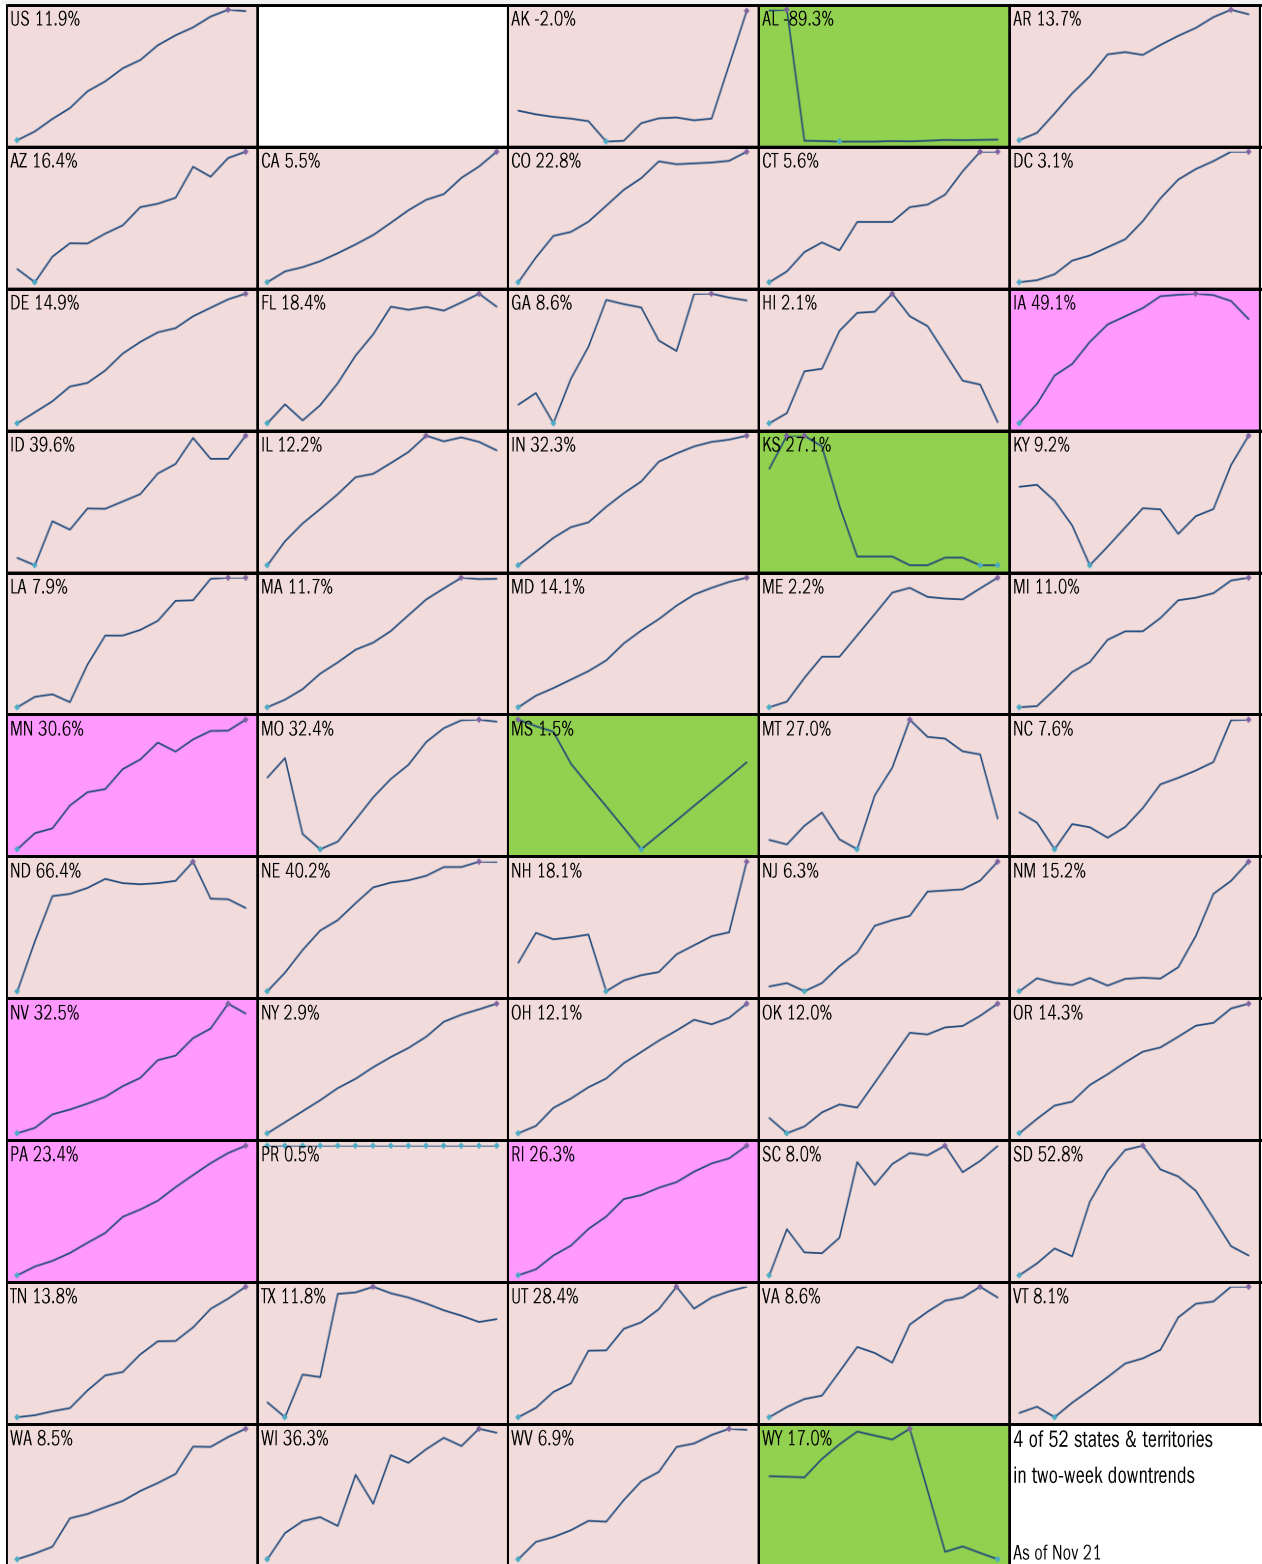 US 11.9%
AK -2.0%
AL -89.3%
AR 13.7%
AZ 16.4%
CA 5.5%
CO 22.8%
CT 5.6%
DC 3.1%
DE 14.9%
FL 18.4%
GA 8.6%
HI 2.1%
IA 49.1%
ID 39.6%
IL 12.2%
IN 32.3%
KS 27.1%
KY 9.2%
LA 7.9%
MA 11.7%
MD 14.1%
ME 2.2%
MI 11.0%
MN 30.6%
MO 32.4%
MS 1.5%
MT 27.0%
NC 7.6%
ND 66.4%
NE 40.2%
NH 18.1%
NJ 6.3%
NM 15.2%
NV 32.5%
NY 2.9%
OH 12.1%
OK 12.0%
OR 14.3%
PA 23.4%
PR 0.5%
RI 26.3%
SC 8.0%
SD 52.8%
TN 13.8%
TX 11.8%
UT 28.4%
VA 8.6%
VT 8.1%
WA 8.5%
WI 36.3%
WV 6.9%
WY 17.0%
4 of 52 states & territories
in two-week downtrends
As of Nov 21